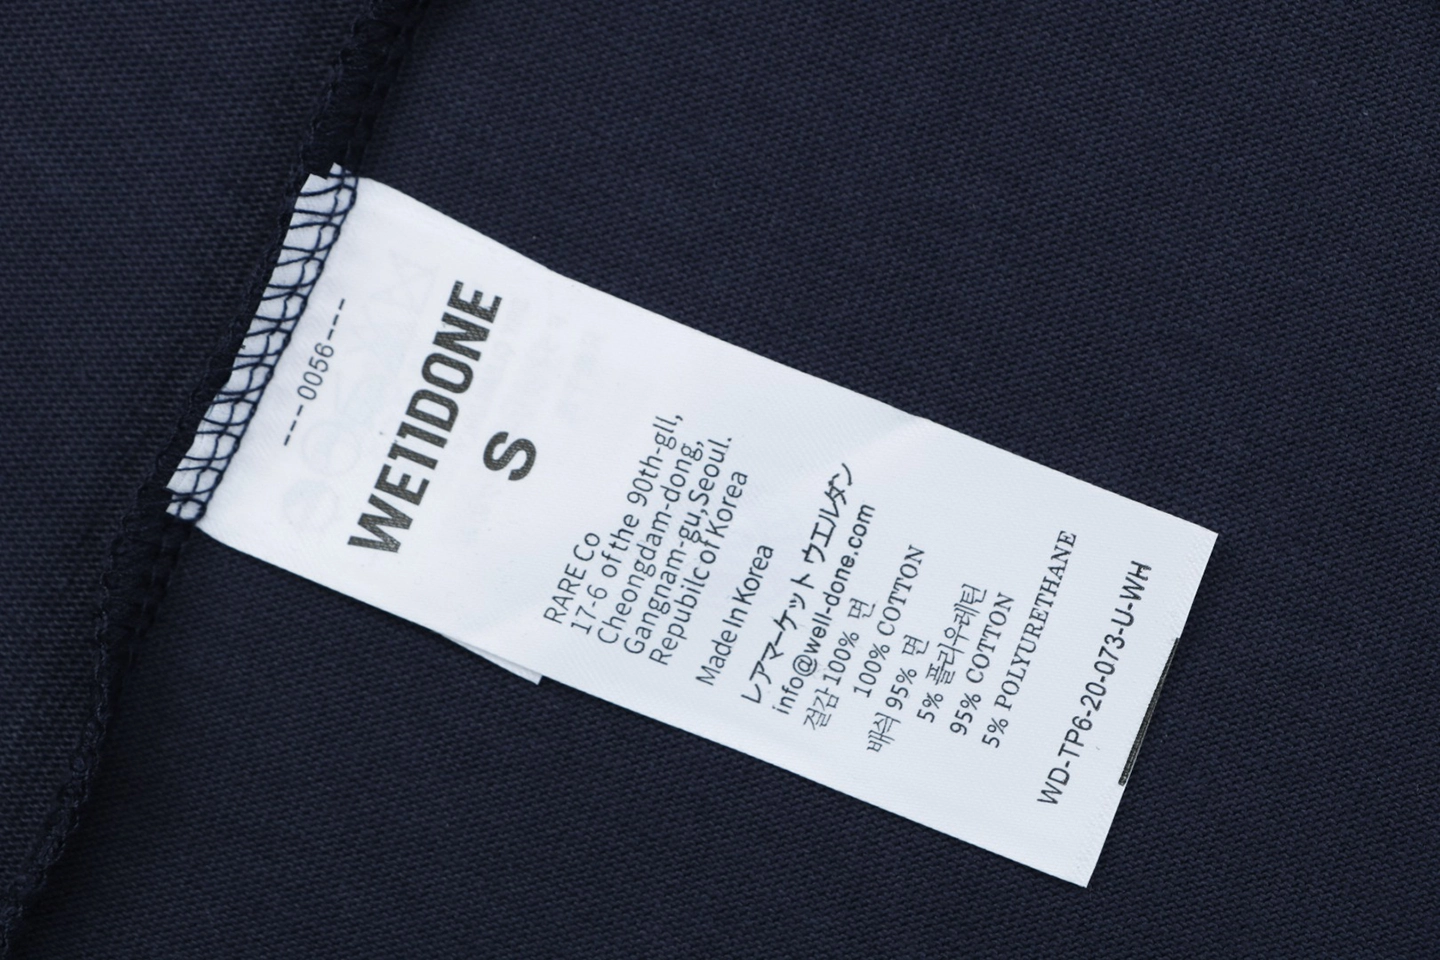 ---0056---
WE11DONE
S
RARE Co
17-6 of the 90th-gll,
Cheongdam-dong,
Gangnam-gu,Seoul.
Republic of Korea
Made In Korea
レアマーケット ウエルダン
info@well-done.com
겉감 100% 면
100% COTTON
배쉭 95% 면
5% 폴리우레턴
95% COTTON
5% POLYURETHANE
WD-TP6-20-073-U-WH